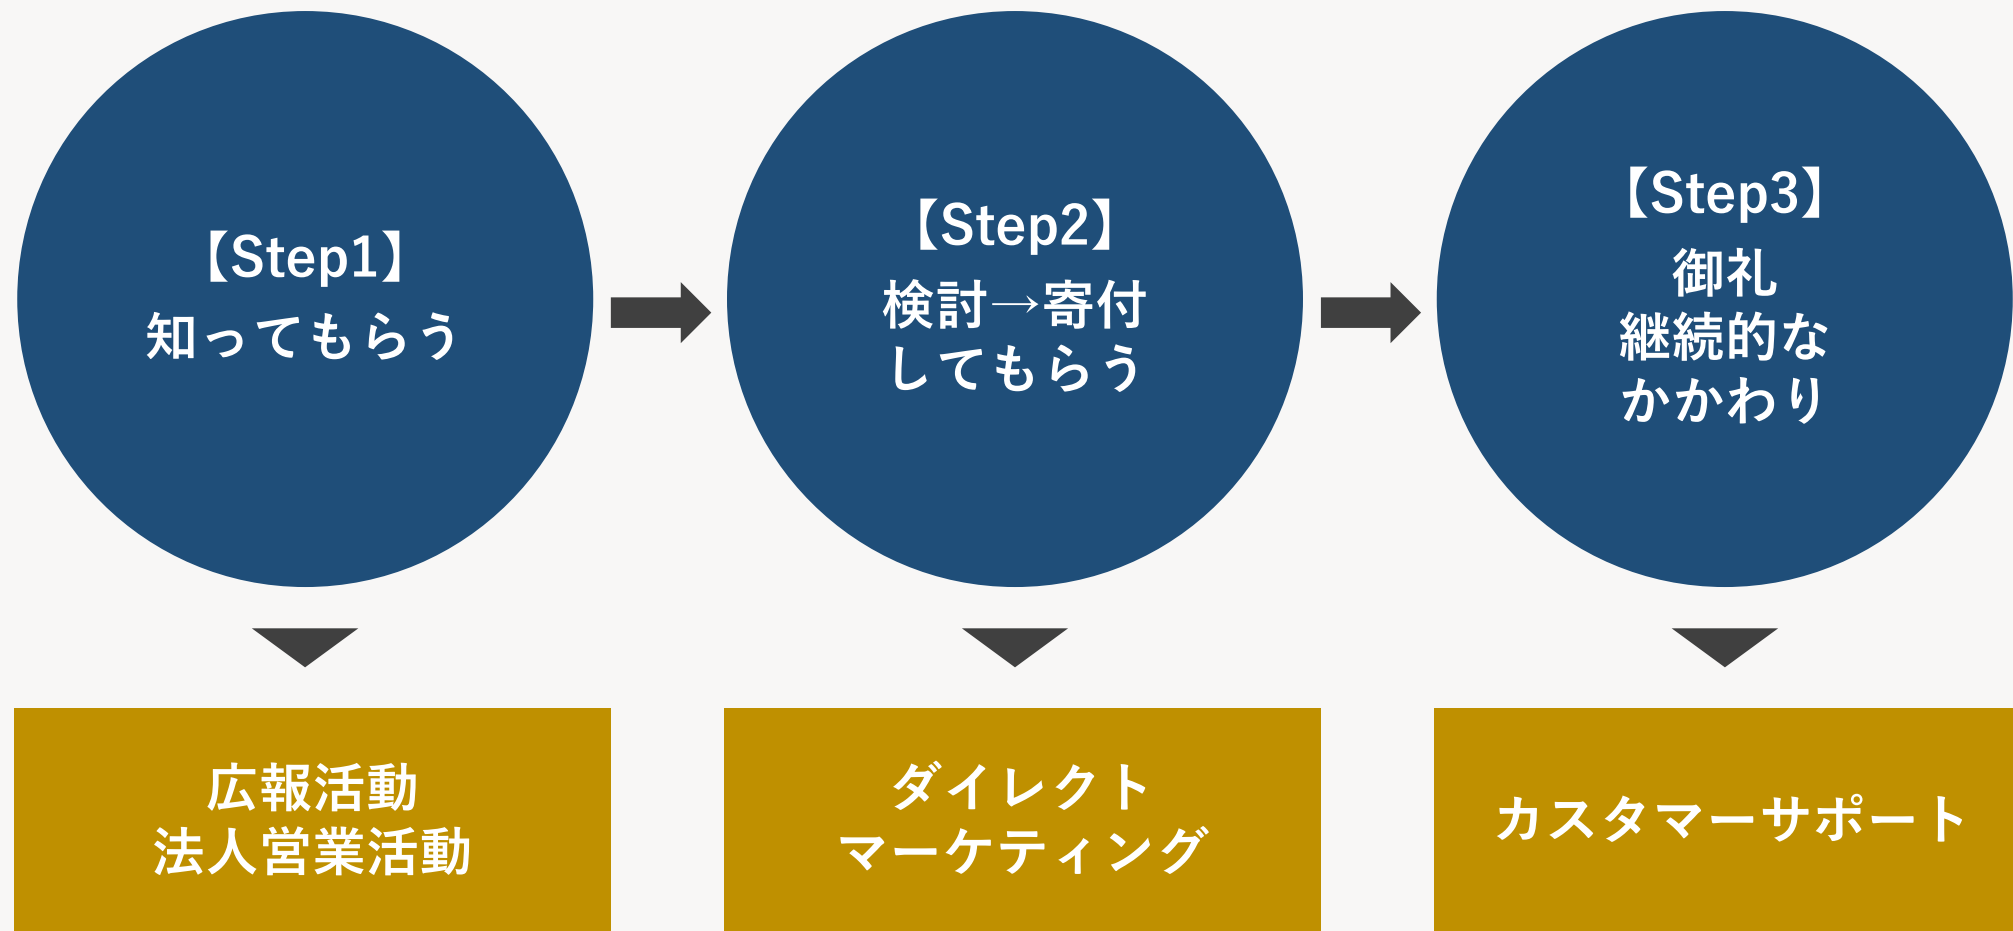 【Step1】
知ってもらう
【Step2】
検討→寄付
してもらう
【Step3】
御礼
継続的な
かかわり
広報活動
法人営業活動
ダイレクト
マーケティング
カスタマーサポート